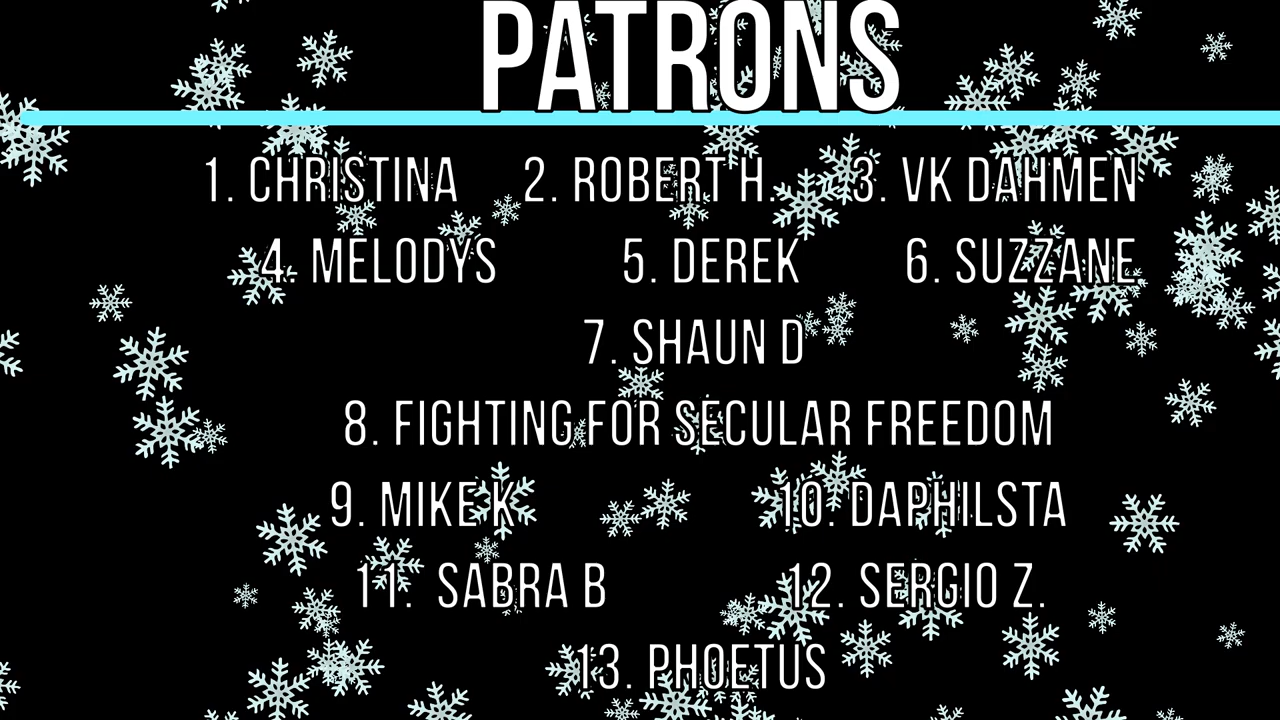 PATRONS
1. CHRISTINA 2. ROBERT H. 3. VK DAHMEN
4. MELODYS 5. DEREK 6. SUZZANE
7. SHAUN D
8. FIGHTING FOR SECULAR FREEDOM
9. MIKE K 10. DAPHILSTA
11. SABRA B 12. SERGIO Z.
13. PHOETUS